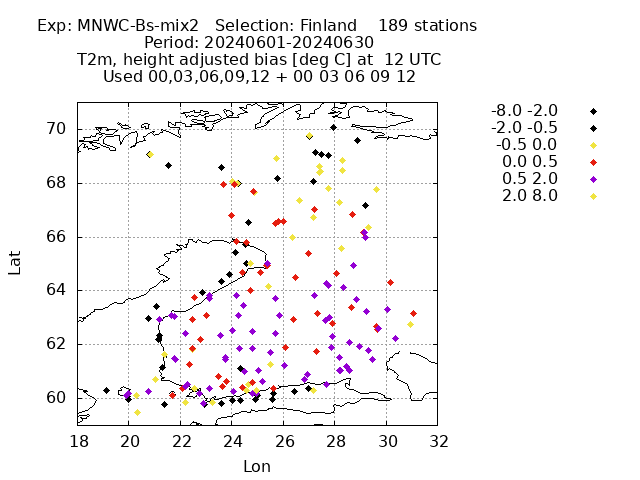 Exp: MNWC-Bs-mix2 Selection: Finland 189 stations
Period: 20240601-20240630
T2m, height adjusted bias [deg C] at 12 UTC
Used 00,03,06,09,12 + 00 03 06 09 12
-8.0 -2.0
-2.0 -0.5
-0.5 0.0
0.0 0.5
0.5 2.0
2.0 8.0
70
68
66
64
62
60
Lat
18 20 22 24 26 28 30 32
Lon